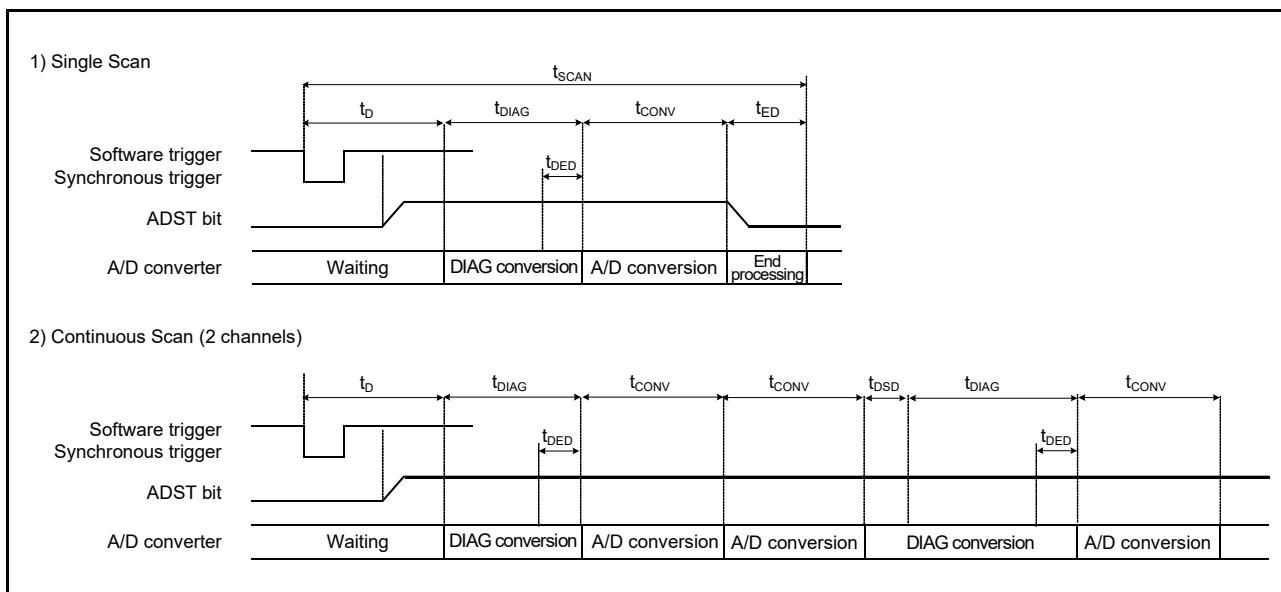 1) Single Scan
tSCAN
tD tDIAG tCONV tED
Software trigger
Synchronous trigger
tDED
ADST bit
A/D converter Waiting DIAG conversion A/D conversion End processing
2) Continuous Scan (2 channels)
tD tDIAG tCONV tCONV tDSD tDIAG tCONV
Software trigger
Synchronous trigger
tDED tDED
ADST bit
A/D converter Waiting DIAG conversion A/D conversion A/D conversion DIAG conversion A/D conversion